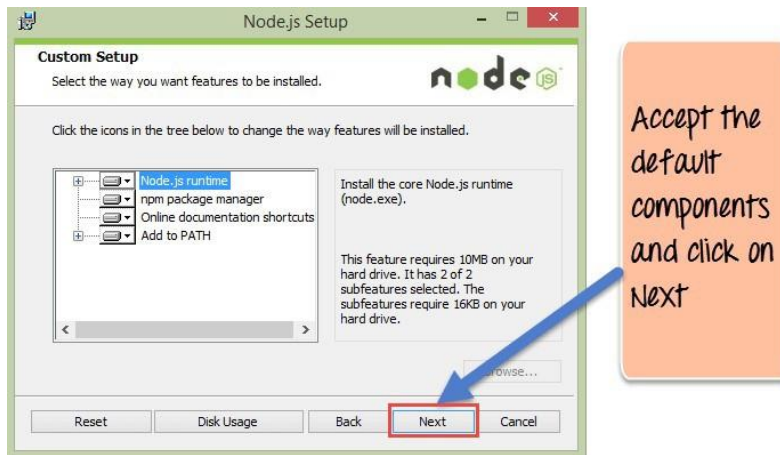 Node.js Setup
Custom Setup
Select the way you want features to be installed.
node JS
Click the icons in the tree below to change the way features will be installed.
Node.js runtime
npm package manager
Online documentation shortcuts
Add to PATH
Install the core Node.js runtime
(node.exe).
This feature requires 10MB on your
hard drive. It has 2 of 2
subfeatures selected. The
subfeatures require 16KB on your
hard drive.
Browse...
Reset
Disk Usage
Back
Next
Cancel
Accept the
default
components
and click on
Next